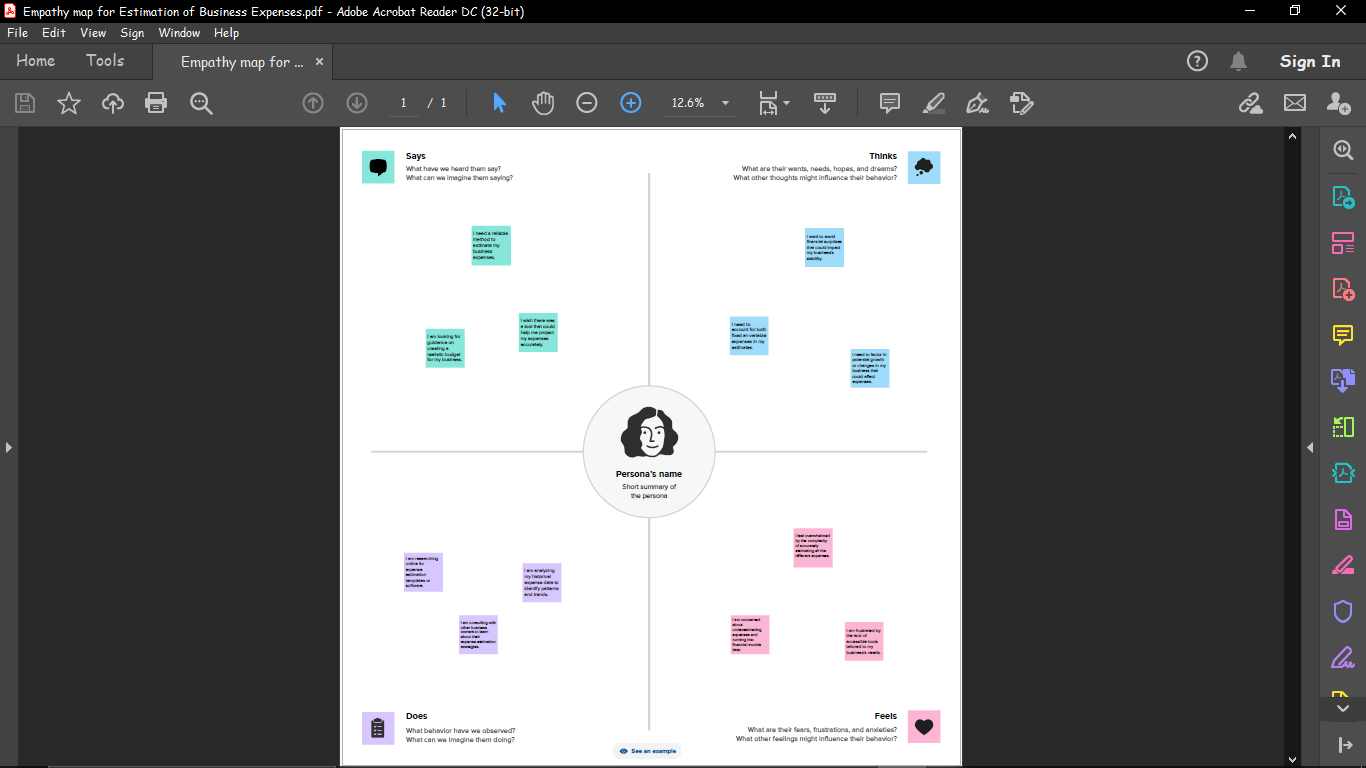 Empathy map for Estimation of Business Expenses.pdf - Adobe Acrobat Reader DC (32-bit)
File Edit View Sign Window Help
Home Tools Empathy map for ... × Sign In
1 / 1 12.6%
Says
What have we heard them say?
What can we imagine them saying?
Thinks
What are their wants, needs, hopes, and dreams?
What other thoughts might influence their behavior?
I need a reliable
method to
estimate my
business
expenses.
I am looking for
guidance on
creating a
realistic budget
for my business.
I wish there was
a tool that could
help me project
my expenses
accurately.
I want to avoid
financial surprises
that could impact
my business's
stability.
I need to
account for both
fixed an variable
expenses in my
estimates.
I need to factor in
potential growth
or changes in my
business that
could affect
expenses.
Persona's name
Short summary of
the persona
I am researching
online for
expense
estimation
templates or
software.
I am analyzing
my historical
expense data to
identify patterns
and trends.
I am consulting with
other business
owners to learn
about their
expense estimation
strategies.
I feel overwhelmed
by the complexity
of accurately
estimating all the
different expenses.
I am concerned
about
underestimating
expenses and
running into
financial trouble
later.
I am frustrated by
the lack of
accessible tools
tailored to my
business's needs.
Does
What behavior have we observed?
What can we imagine them doing?
Feels
What are their fears, frustrations, and anxieties?
What other feelings might influence their behavior?
See an example